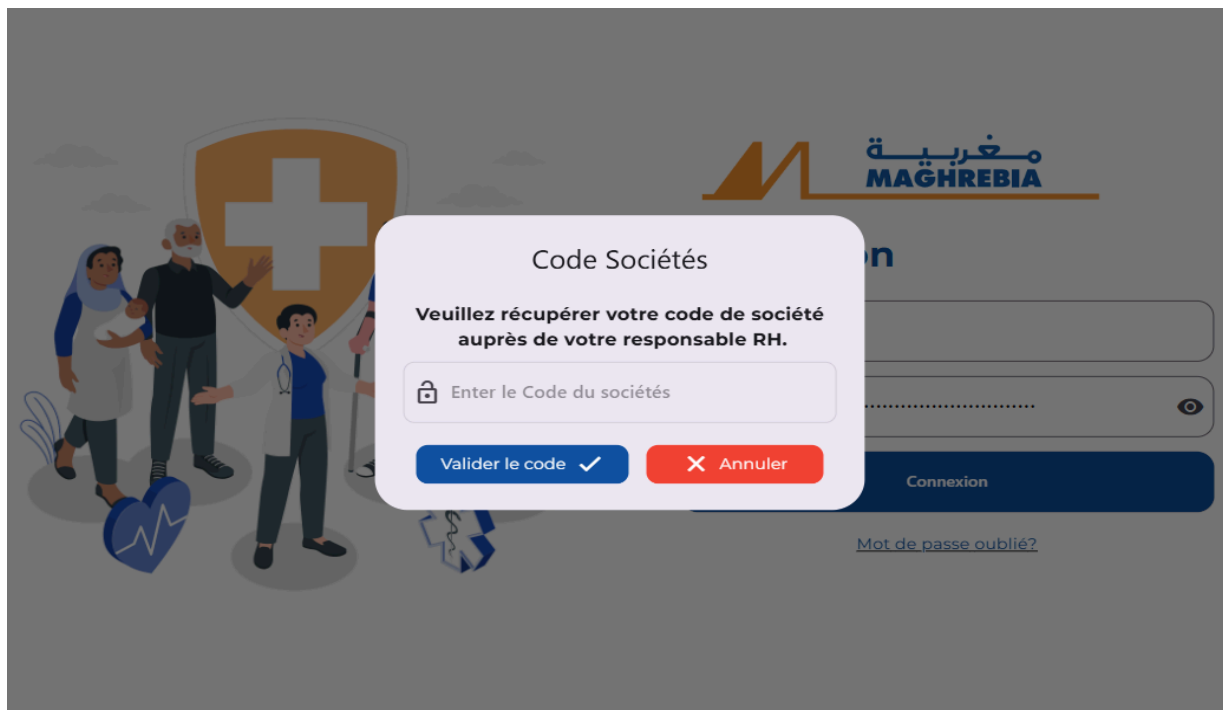 مغربية
MAGHREBIA
Code Sociétés
Veuillez récupérer votre code de société
auprès de votre responsable RH.
Enter le Code du sociétés
Valider le code
Annuler
Connexion
Mot de passe oublié?